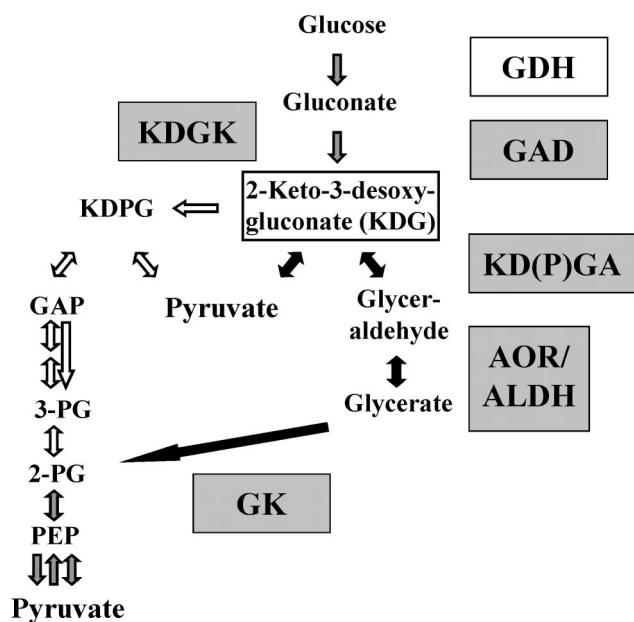 Glucose
GDH
Gluconate
KDGK
GAD
2-Keto-3-desoxy-
gluconate (KDG)
KDPG
KD(P)GA
GAP
Pyruvate
Glycer-
aldehyde
AOR/
ALDH
3-PG
Glycerate
2-PG
GK
PEP
Pyruvate